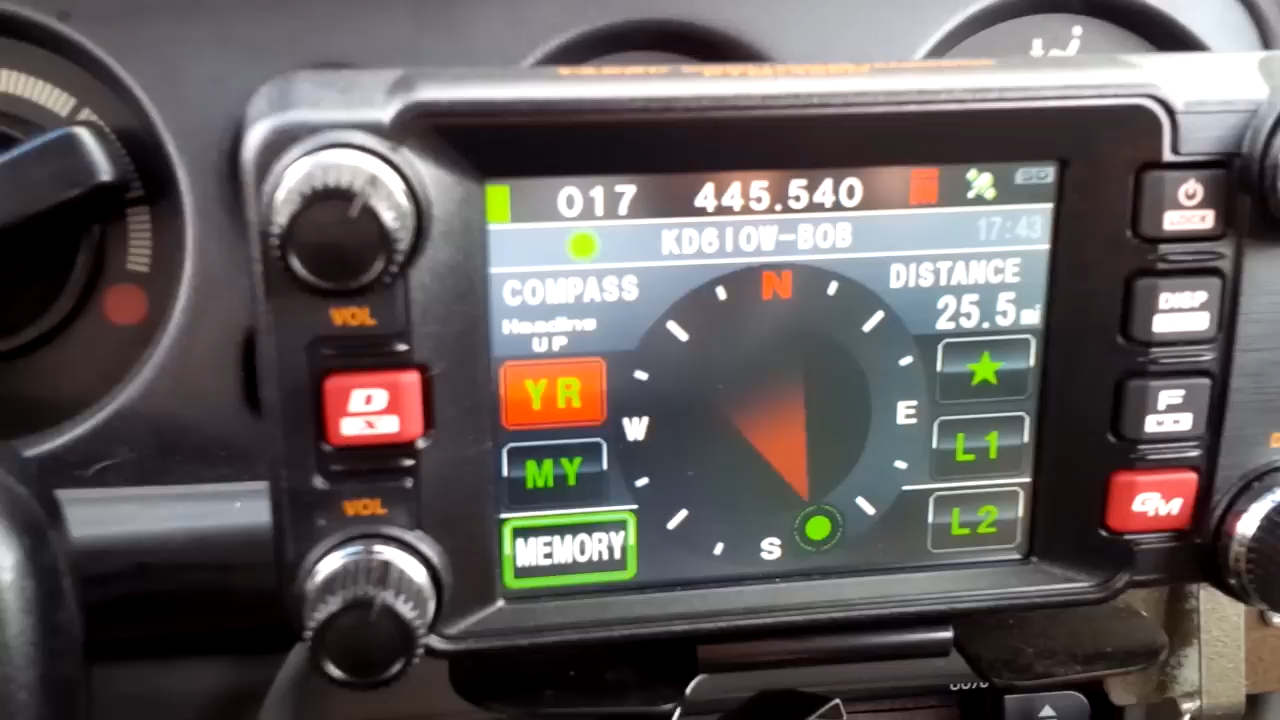 017 445.540
KD6IOW-BOB 17:43
COMPASS
Heading
UP
N
DISTANCE
25.5mi
YR
W
E
L1
MY
L2
MEMORY
S
VOL
D
VOL
LOCK
DISP
F
GM